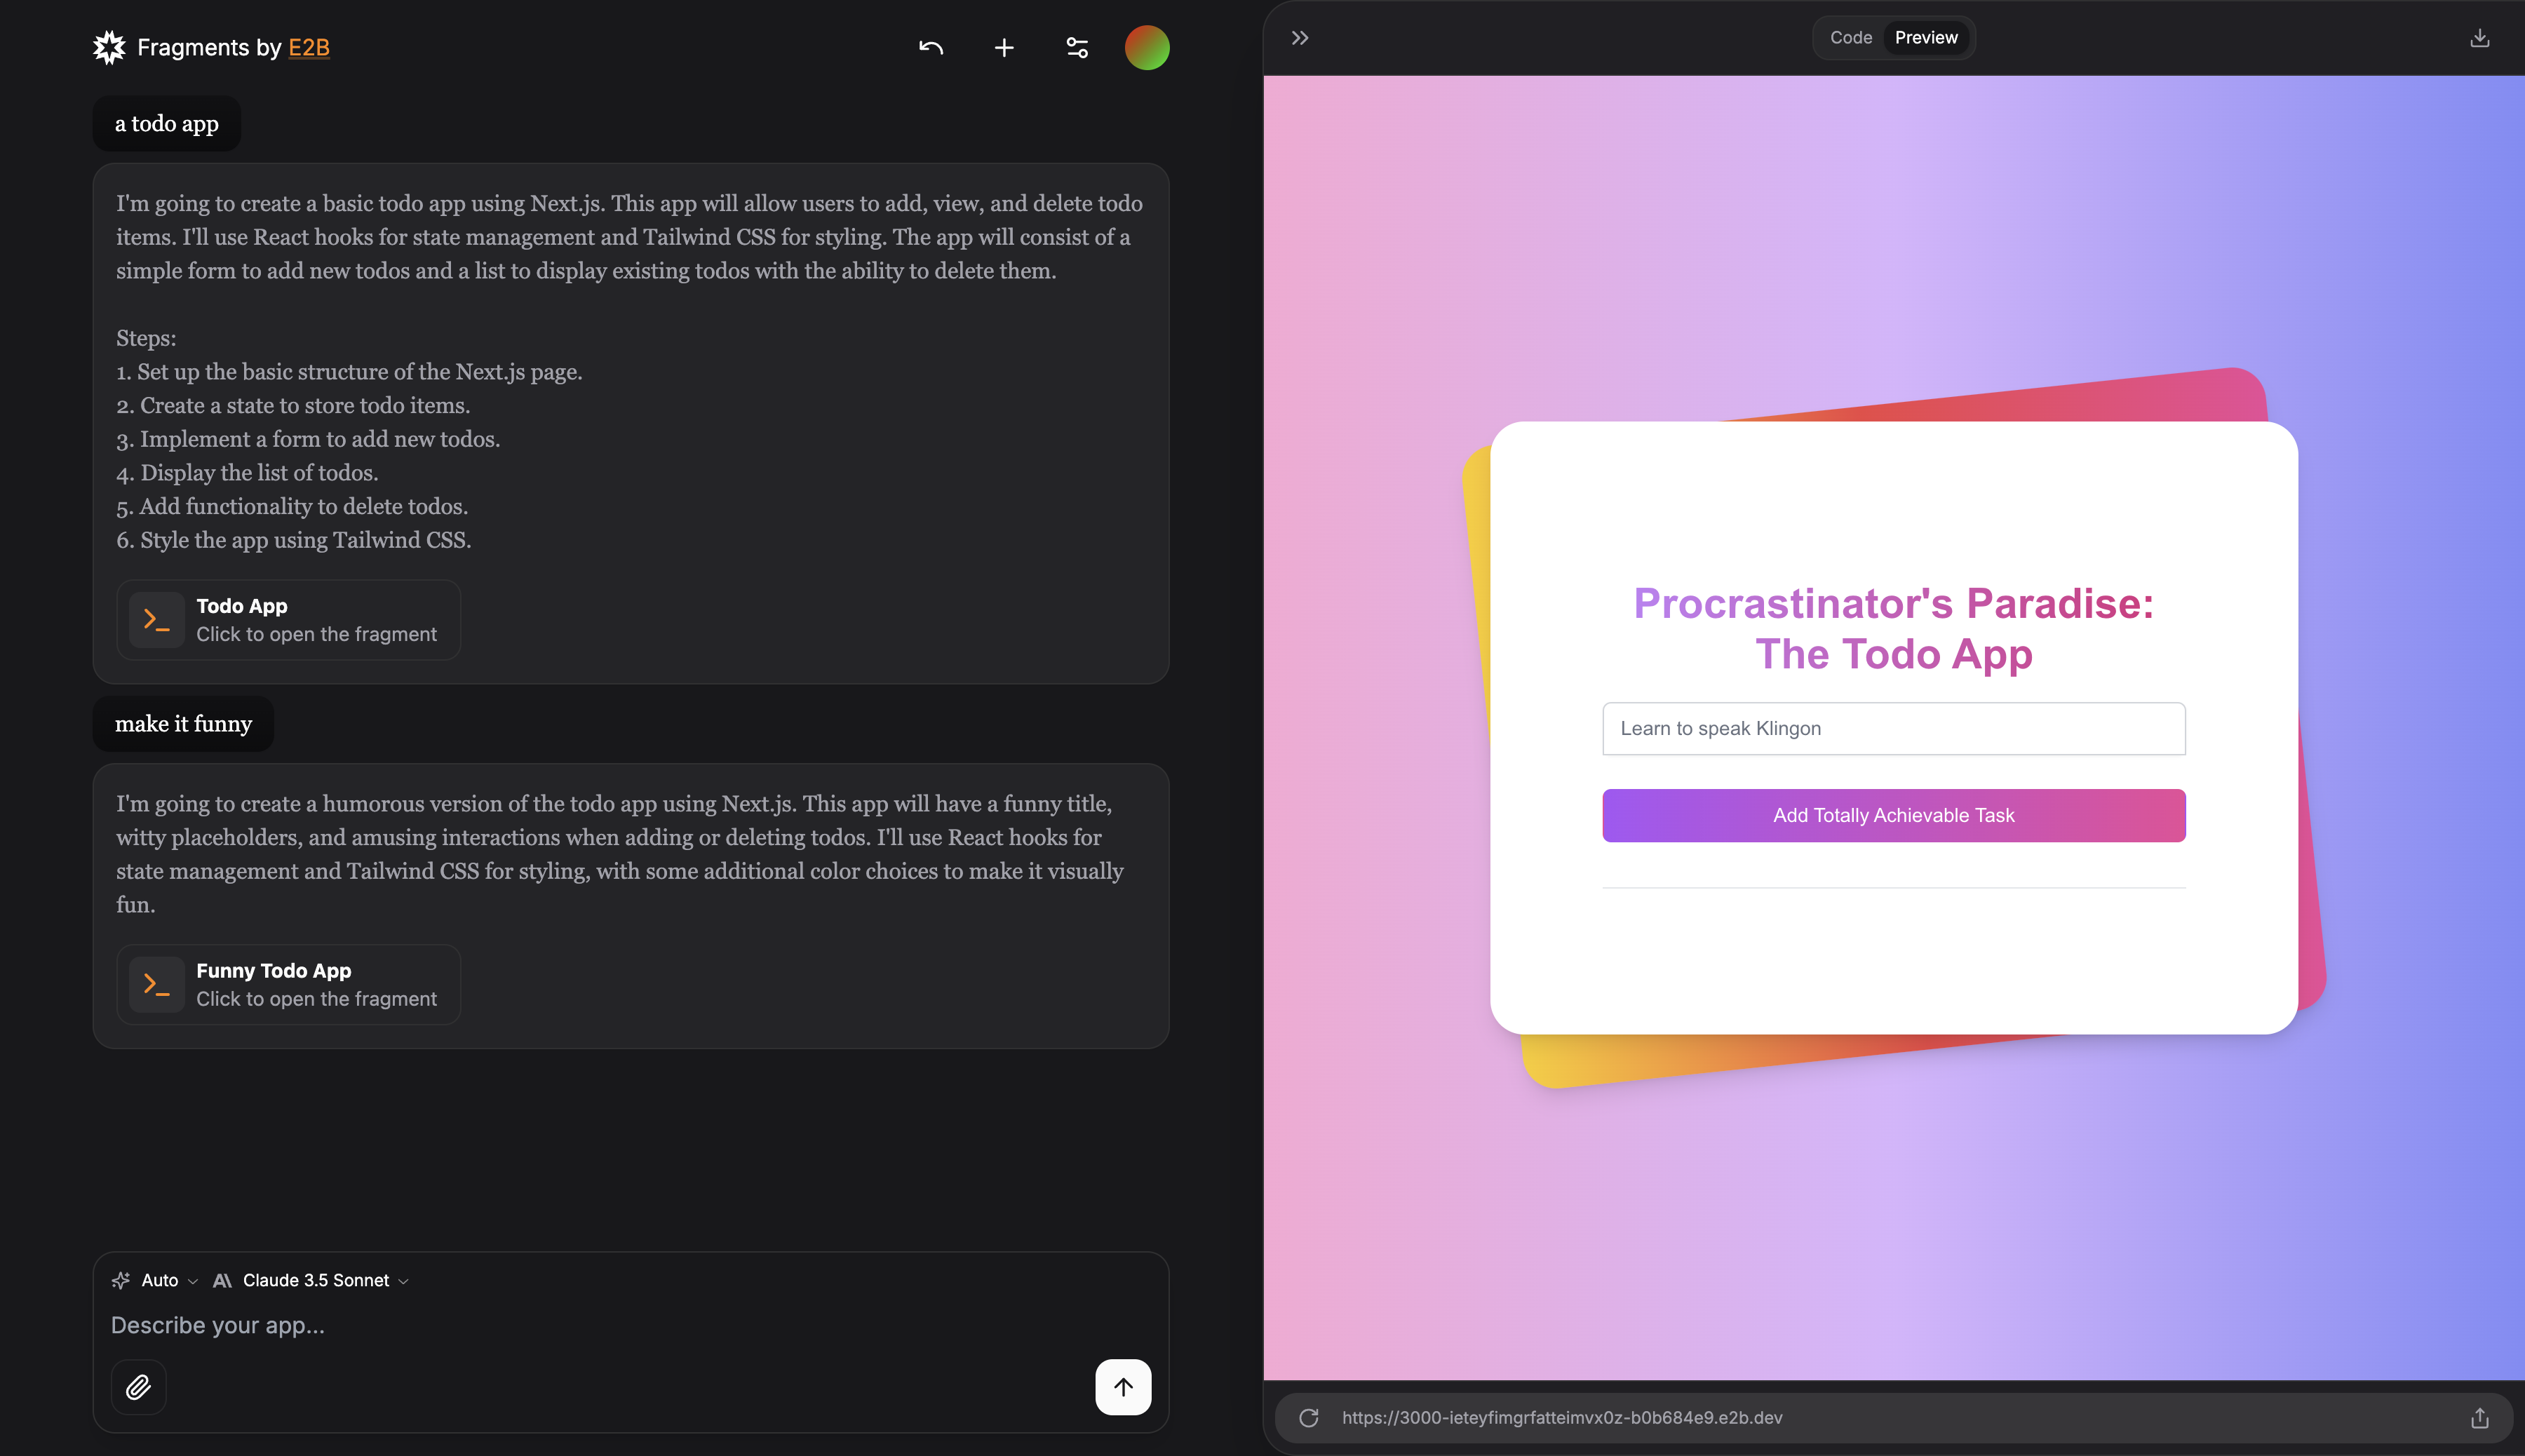 Fragments by E2B
a todo app
I'm going to create a basic todo app using Next.js. This app will allow users to add, view, and delete todo
items. I'll use React hooks for state management and Tailwind CSS for styling. The app will consist of a
simple form to add new todos and a list to display existing todos with the ability to delete them.
Steps:
1. Set up the basic structure of the Next.js page.
2. Create a state to store todo items.
3. Implement a form to add new todos.
4. Display the list of todos.
5. Add functionality to delete todos.
6. Style the app using Tailwind CSS.
Todo App
Click to open the fragment
make it funny
I'm going to create a humorous version of the todo app using Next.js. This app will have a funny title,
witty placeholders, and amusing interactions when adding or deleting todos. I'll use React hooks for
state management and Tailwind CSS for styling, with some additional color choices to make it visually
fun.
Funny Todo App
Click to open the fragment
Auto
Claude 3.5 Sonnet
Describe your app...
Code
Preview
Procrastinator's Paradise:
The Todo App
Learn to speak Klingon
Add Totally Achievable Task
https://3000-ieteyfimgrfatteimvx0z-b0b684e9.e2b.dev